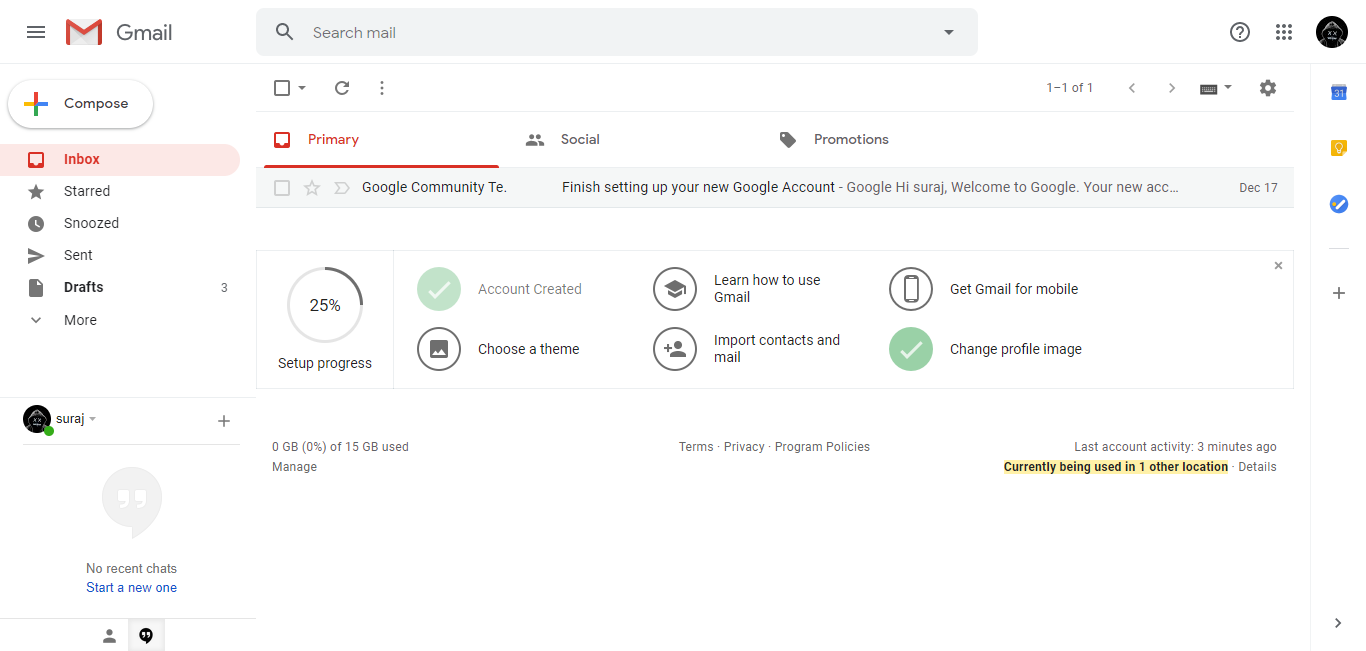 Gmail
Search mail
Compose
1–1 of 1
Primary
Social
Promotions
Inbox
Starred
Snoozed
Sent
Drafts 3
More
Google Community Te. Finish setting up your new Google Account - Google Hi suraj, Welcome to Google. Your new acc… Dec 17
25%
Setup progress
Account Created
Learn how to use
Gmail
Get Gmail for mobile
Choose a theme
Import contacts and
mail
Change profile image
suraj
0 GB (0%) of 15 GB used
Manage
Terms · Privacy · Program Policies
Last account activity: 3 minutes ago
Currently being used in 1 other location · Details
No recent chats
Start a new one
31